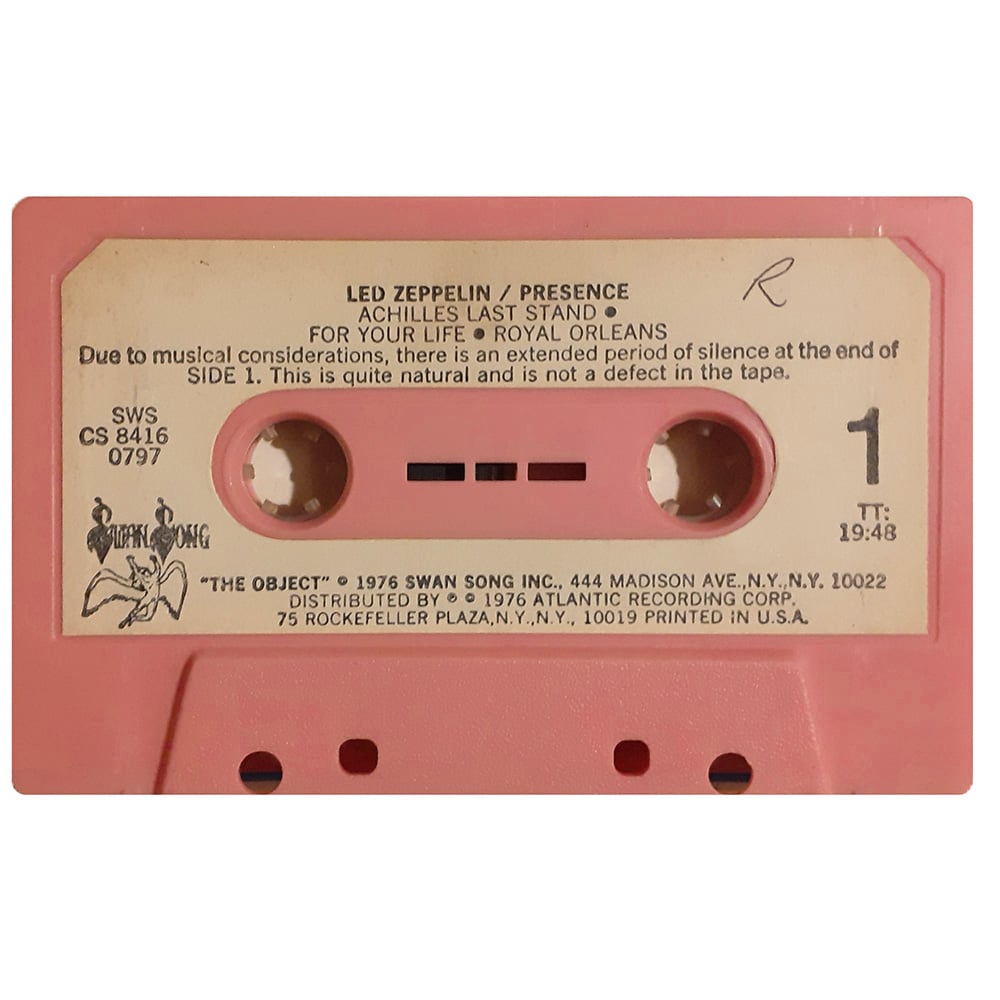 R
LED ZEPPELIN / PRESENCE
ACHILLES LAST STAND •
FOR YOUR LIFE • ROYAL ORLEANS
Due to musical considerations, there is an extended period of silence at the end of
SIDE 1. This is quite natural and is not a defect in the tape.
SWS
CS 8416
0797
1
TT:
19:48
SWAN SONG
"THE OBJECT" © 1976 SWAN SONG INC., 444 MADISON AVE.,N.Y.,N.Y. 10022
DISTRIBUTED BY ℗ © 1976 ATLANTIC RECORDING CORP.
75 ROCKEFELLER PLAZA,N.Y.,N.Y., 10019 PRINTED IN U.S.A.